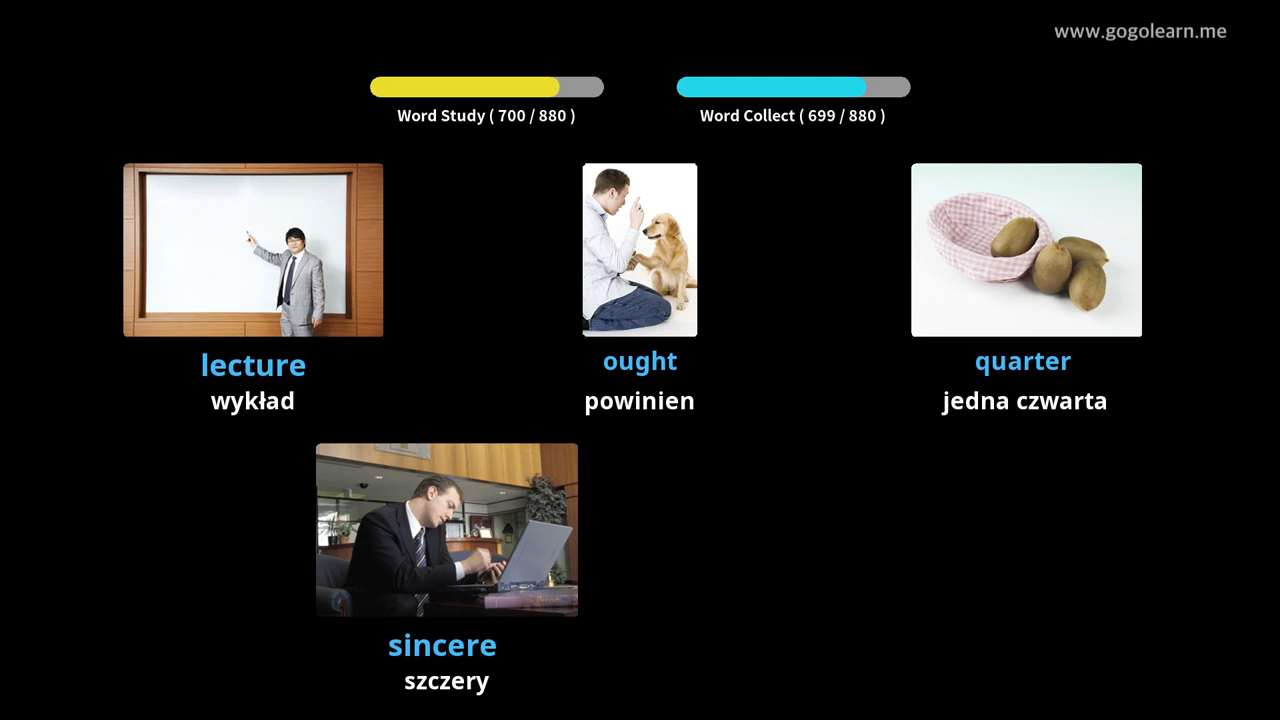 www.gogolearn.me
Word Study ( 700 / 880 )
Word Collect ( 699 / 880 )
lecture
wykład
ought
powinien
quarter
jedna czwarta
sincere
szczery